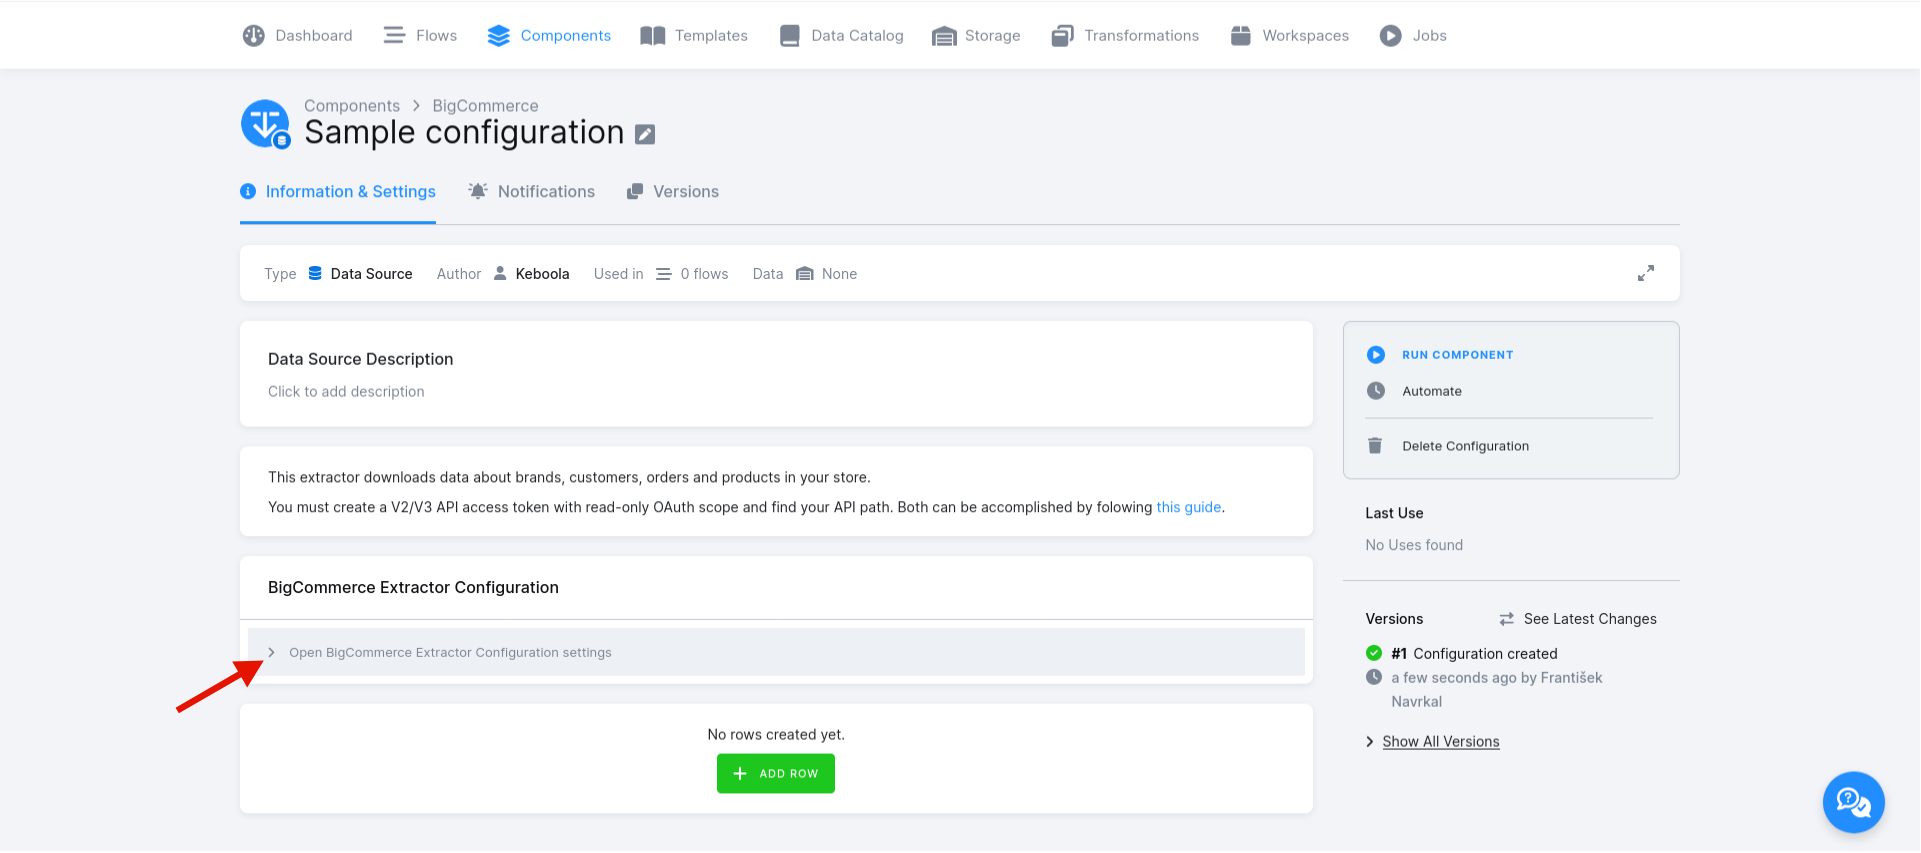 Dashboard Flows Components Templates Data Catalog Storage Transformations Workspaces Jobs
Components > BigCommerce
Sample configuration
Information & Settings Notifications Versions
Type Data Source Author Keboola Used in 0 flows Data None
Data Source Description
Click to add description
This extractor downloads data about brands, customers, orders and products in your store.
You must create a V2/V3 API access token with read-only OAuth scope and find your API path. Both can be accomplished by folowing this guide.
BigCommerce Extractor Configuration
Open BigCommerce Extractor Configuration settings
No rows created yet.
ADD ROW
RUN COMPONENT
Automate
Delete Configuration
Last Use
No Uses found
Versions See Latest Changes
#1 Configuration created
a few seconds ago by František
Navrkal
Show All Versions